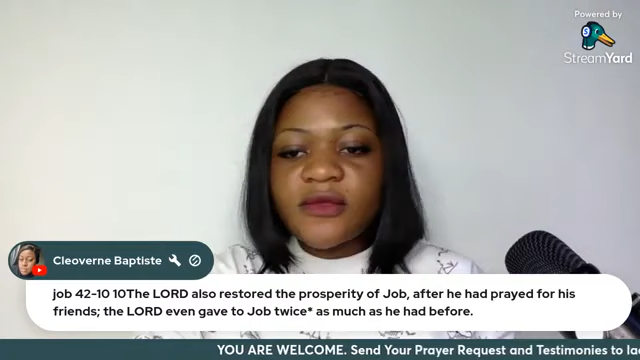 Powered by
StreamYard
Cleoverne Baptiste
job 42-10 10The LORD also restored the prosperity of Job, after he had prayed for his
friends; the LORD even gave to Job twice* as much as he had before.
YOU ARE WELCOME. Send Your Prayer Request and Testimonies to